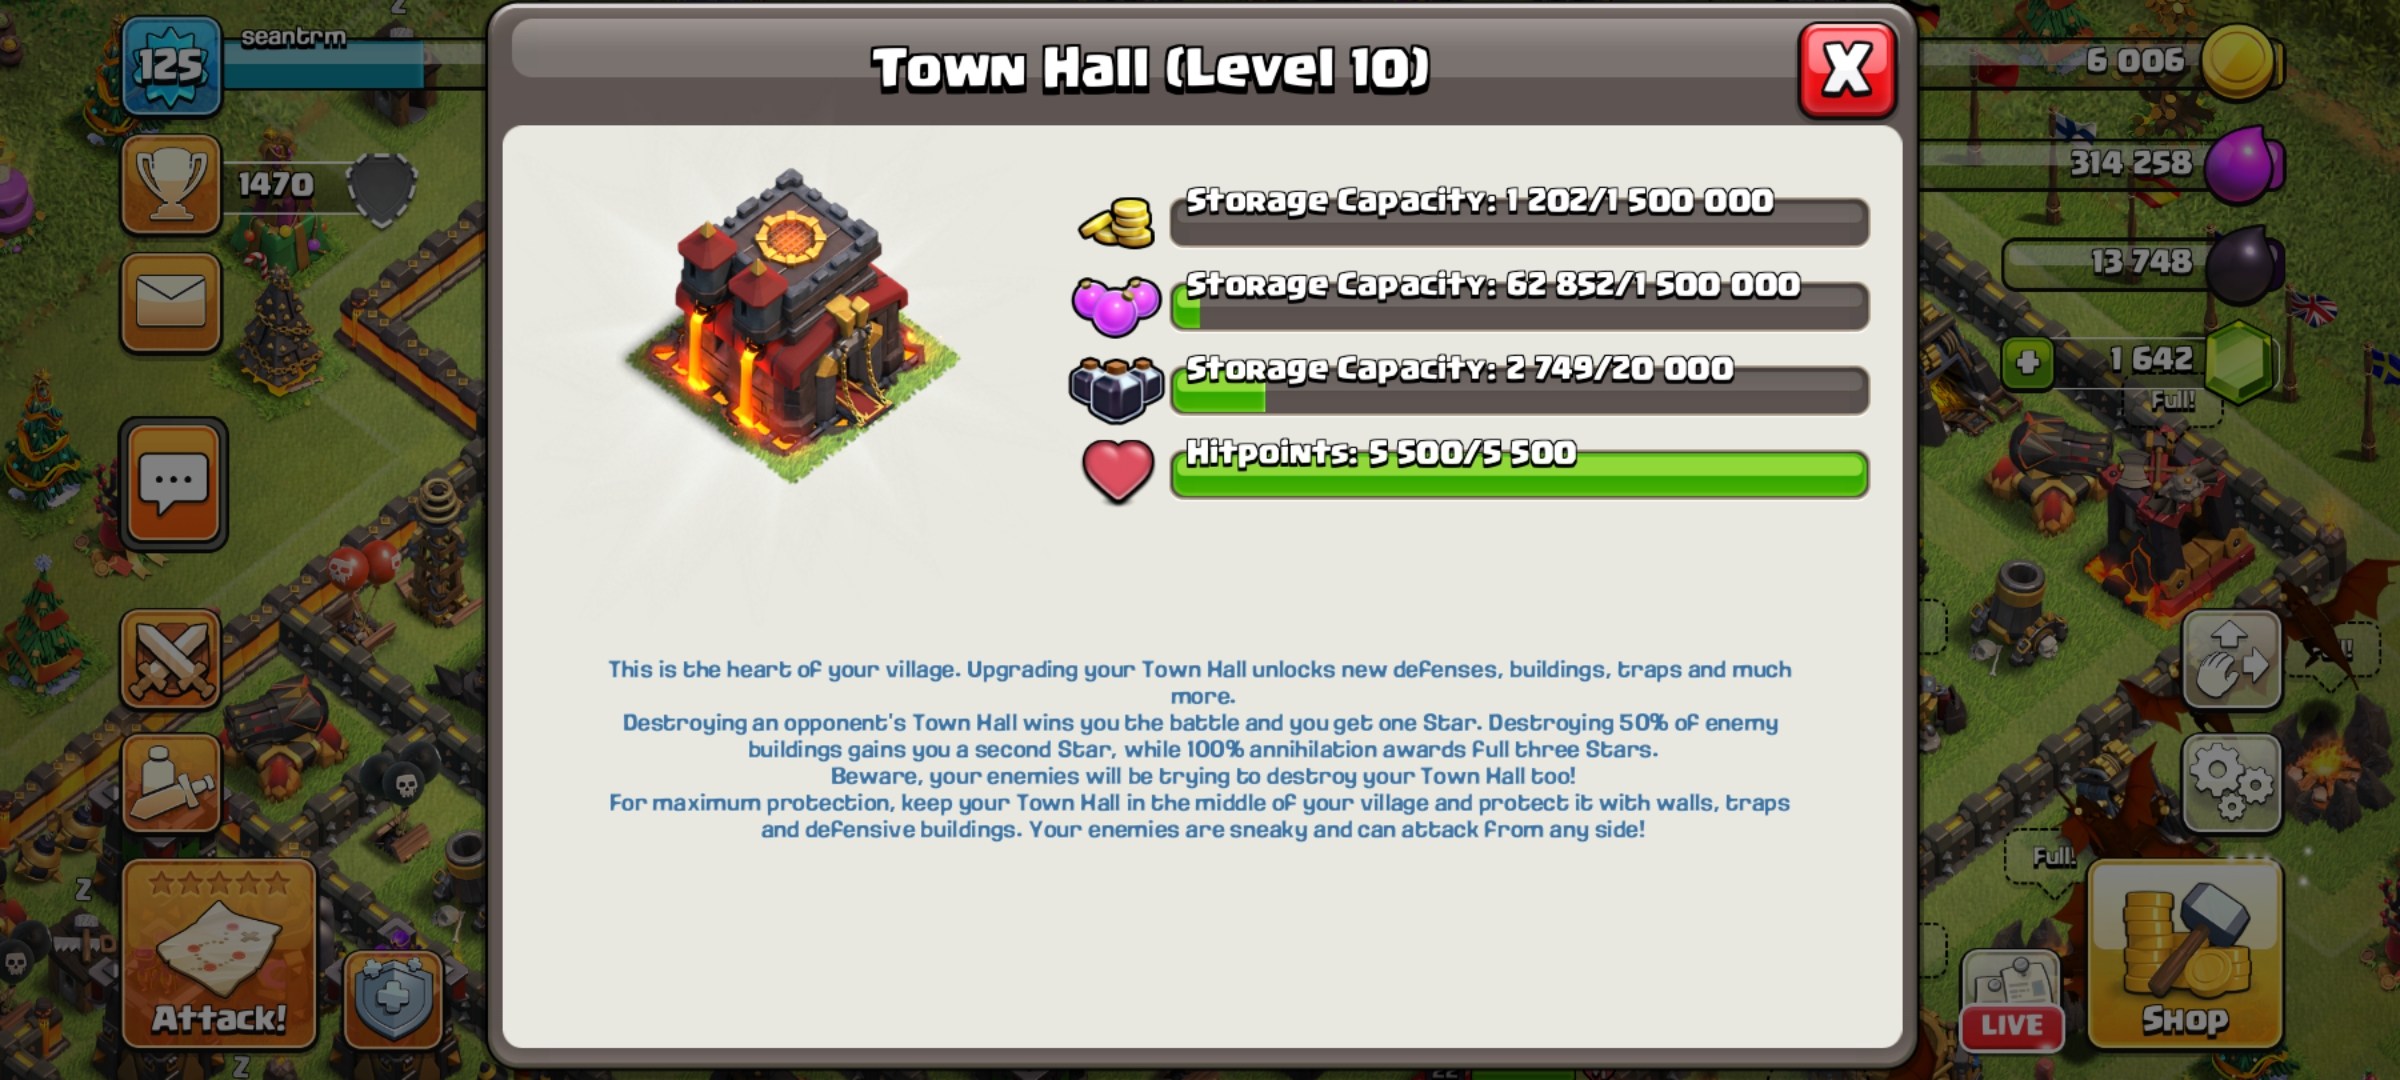 seantrm
125
1470
Attack!
Town Hall (Level 10)
X
Storage Capacity: 1 202/1 500 000
Storage Capacity: 62 852/1 500 000
Storage Capacity: 2 749/20 000
Hitpoints: 5 500/5 500
This is the heart of your village. Upgrading your Town Hall unlocks new defenses, buildings, traps and much
more.
Destroying an opponent's Town Hall wins you the battle and you get one Star. Destroying 50% of enemy
buildings gains you a second Star, while 100% annihilation awards full three Stars.
Beware, your enemies will be trying to destroy your Town Hall too!
For maximum protection, keep your Town Hall in the middle of your village and protect it with walls, traps
and defensive buildings. Your enemies are sneaky and can attack from any side!
6 006
314 258
13 748
1 642
Full!
Full!
LIVE
Shop
Z
Z
Z